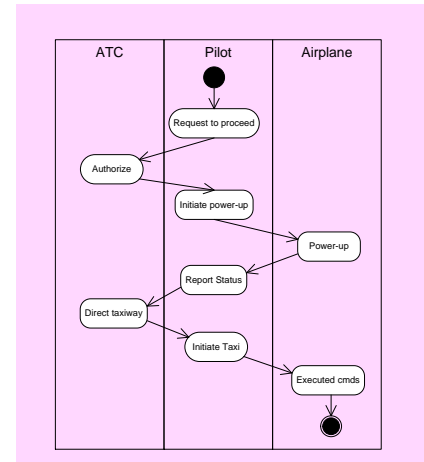 ATC Pilot Airplane
Request to proceed
Authorize
Initiate power-up
Power-up
Report Status
Direct taxiway
Initiate Taxi
Executed cmds